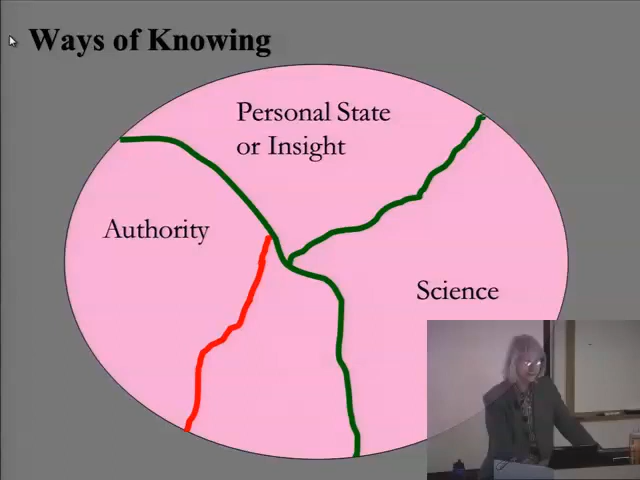 Ways of Knowing
Personal State
or Insight
Authority
Science